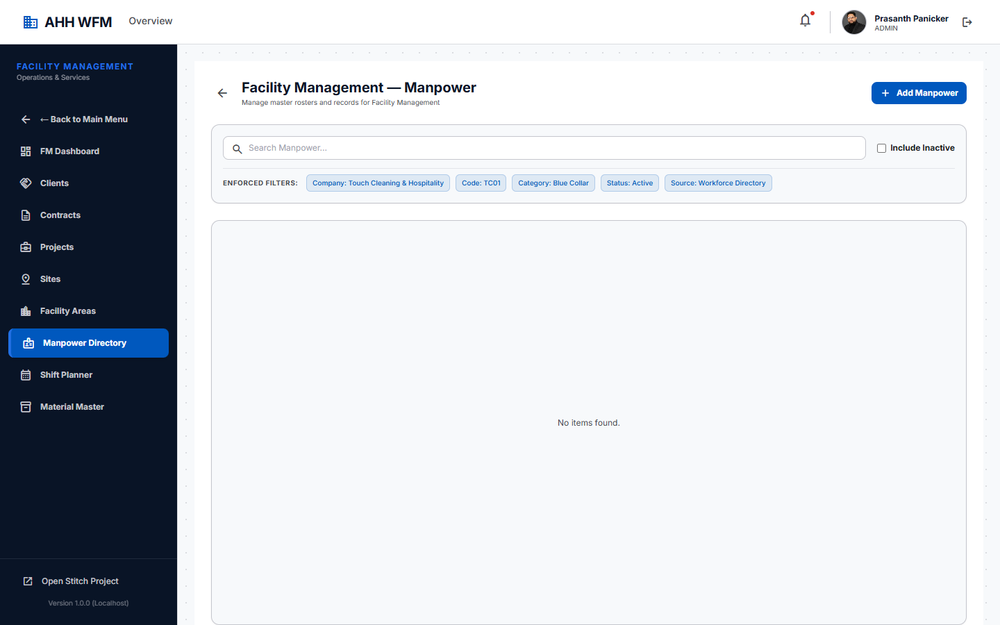 AHH WFM
Overview
Prasanth Panicker
ADMIN
FACILITY MANAGEMENT
Operations & Services
← Back to Main Menu
FM Dashboard
Clients
Contracts
Projects
Sites
Facility Areas
Manpower Directory
Shift Planner
Material Master
Open Stitch Project
Version 1.0.0 (Localhost)
Facility Management — Manpower
Manage master rosters and records for Facility Management
Add Manpower
Search Manpower...
Include Inactive
ENFORCED FILTERS:
Company: Touch Cleaning & Hospitality
Code: TC01
Category: Blue Collar
Status: Active
Source: Workforce Directory
No items found.